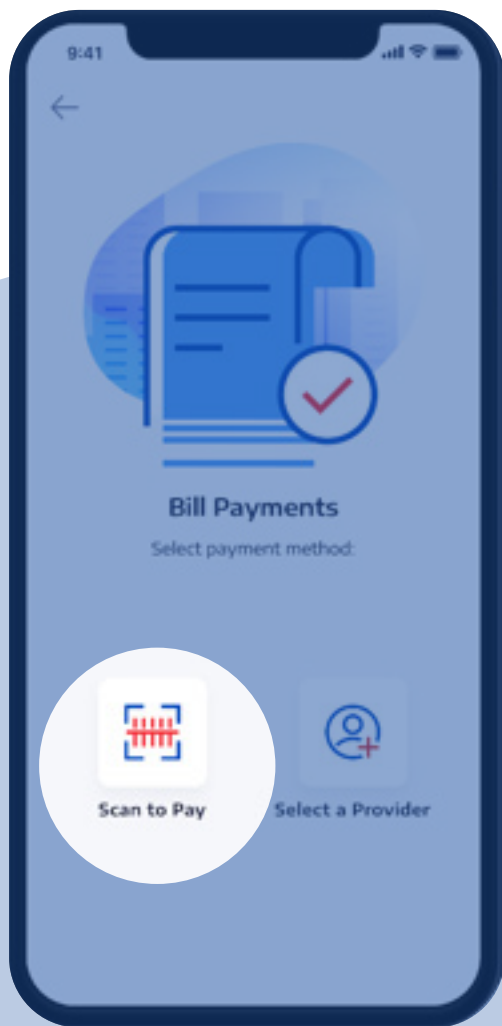 9:41
Bill Payments
Select payment method:
Scan to Pay
Select a Provider